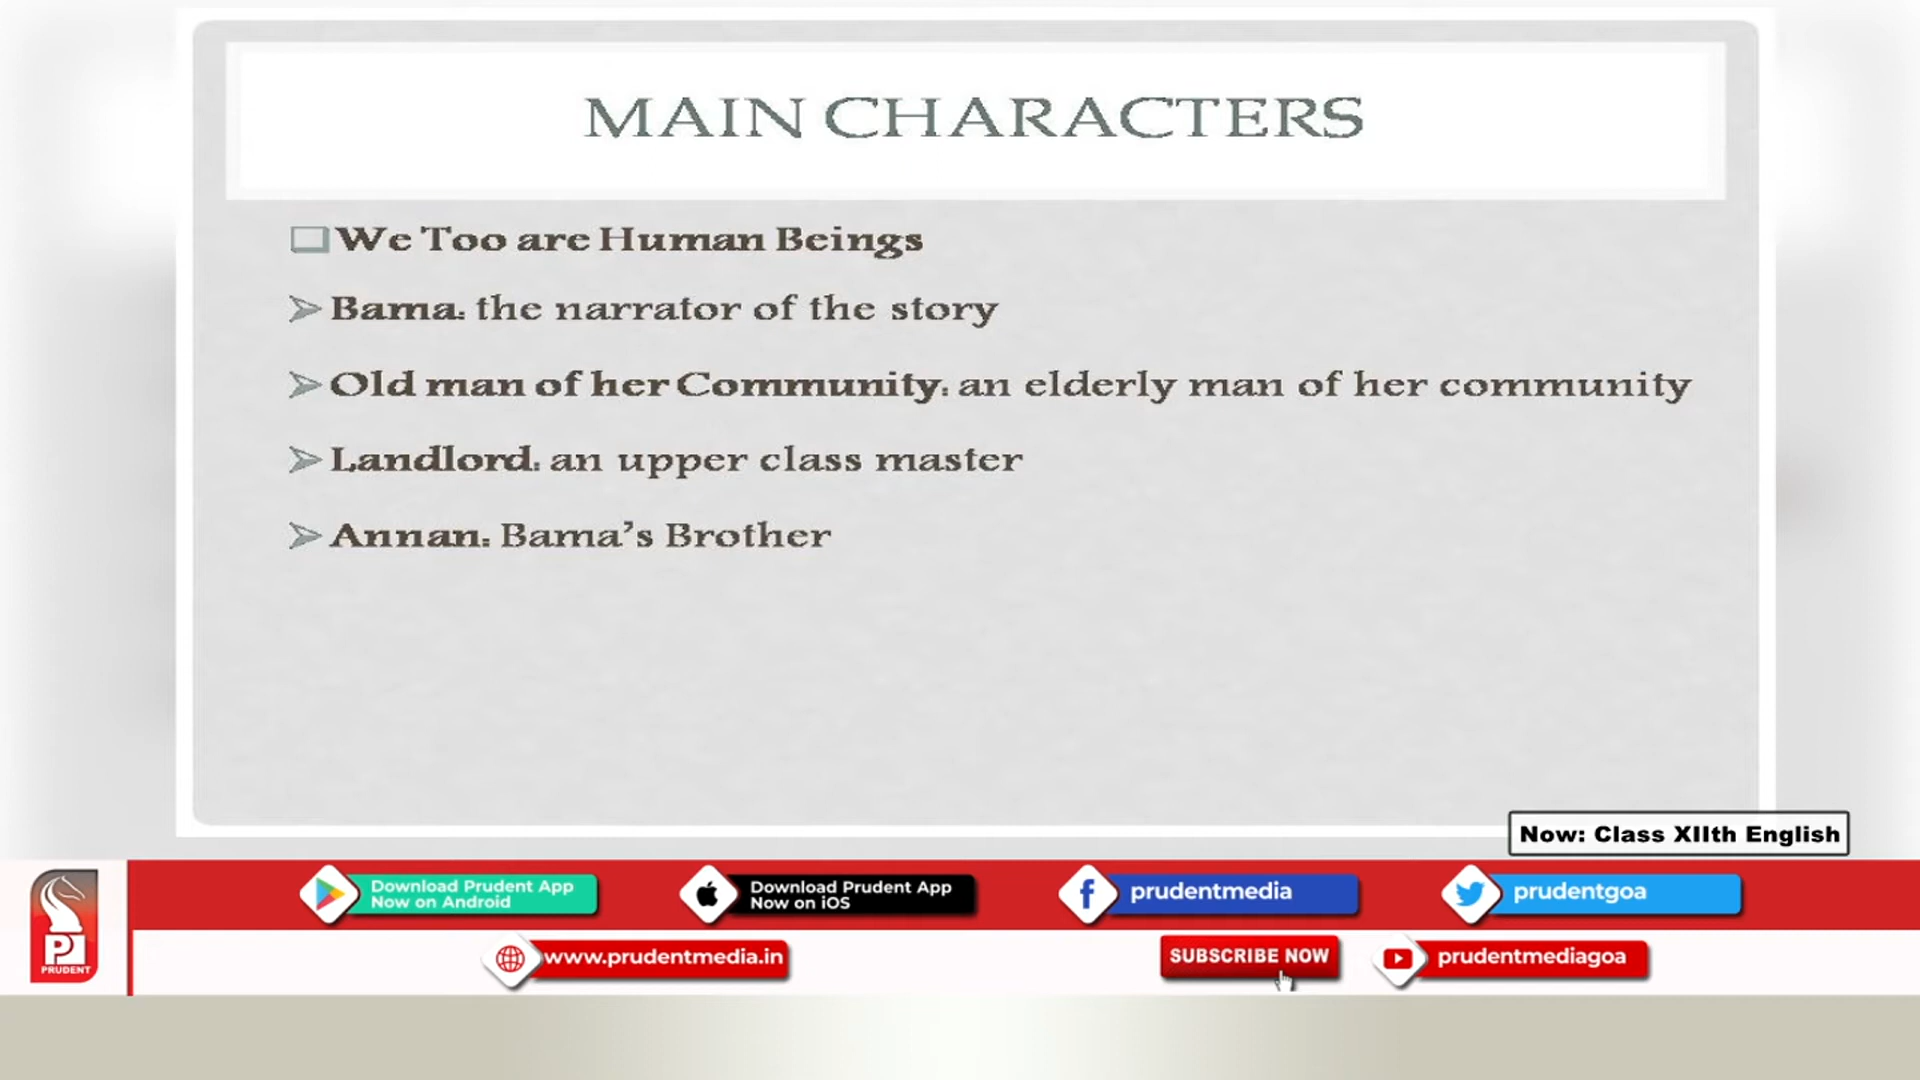 MAIN CHARACTERS
We Too are Human Beings
Bama: the narrator of the story
Old man of her Community: an elderly man of her community
Landlord: an upper class master
Annan: Bama's Brother
Now: Class XIIth English
Download Prudent App
Now on Android
Download Prudent App
Now on iOS
prudentmedia
prudentgoa
PRUDENT
www.prudentmedia.in
SUBSCRIBE NOW
prudentmediagoa